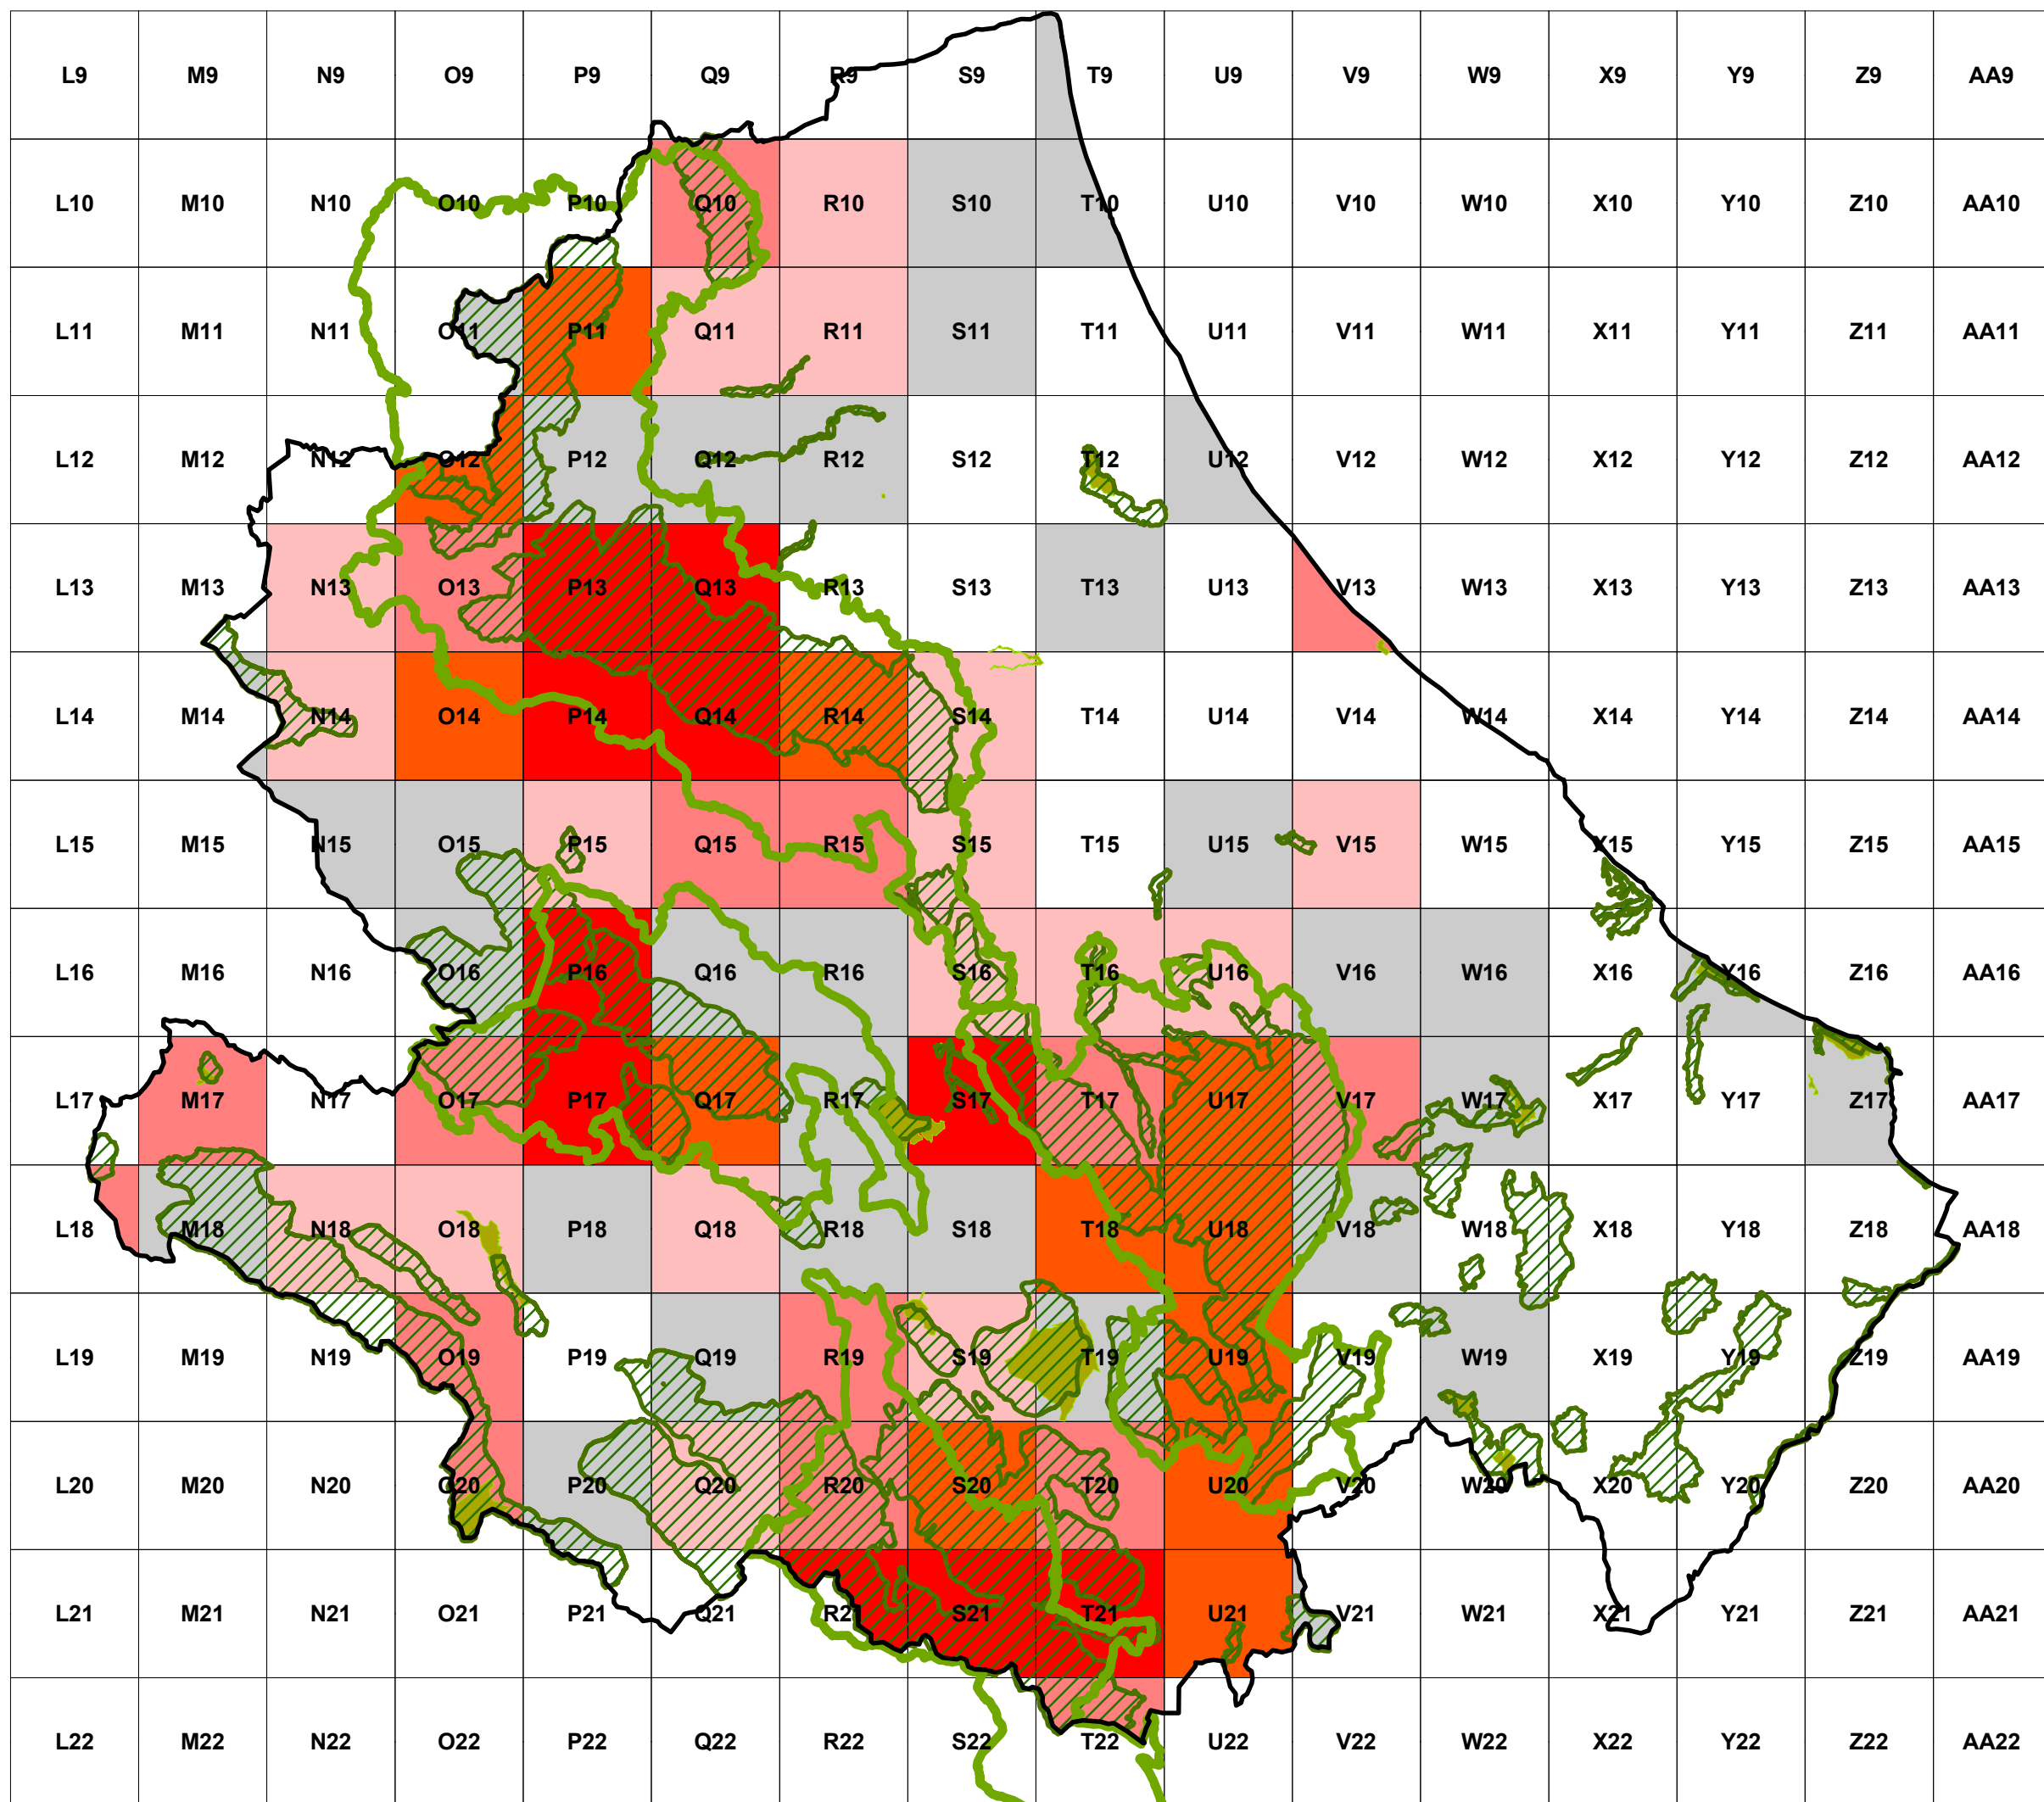 L9 M9 N9 O9 P9 Q9 R9 S9 T9 U9 V9 W9 X9 Y9 Z9 AA9
L10 M10 N10 O10 P10 Q10 R10 S10 T10 U10 V10 W10 X10 Y10 Z10 AA10
L11 M11 N11 O11 P11 Q11 R11 S11 T11 U11 V11 W11 X11 Y11 Z11 AA11
L12 M12 N12 O12 P12 Q12 R12 S12 T12 U12 V12 W12 X12 Y12 Z12 AA12
L13 M13 N13 O13 P13 Q13 R13 S13 T13 U13 V13 W13 X13 Y13 Z13 AA13
L14 M14 N14 O14 P14 Q14 R14 S14 T14 U14 V14 W14 X14 Y14 Z14 AA14
L15 M15 N15 O15 P15 Q15 R15 S15 T15 U15 V15 W15 X15 Y15 Z15 AA15
L16 M16 N16 O16 P16 Q16 R16 S16 T16 U16 V16 W16 X16 Y16 Z16 AA16
L17 M17 N17 O17 P17 Q17 R17 S17 T17 U17 V17 W17 X17 Y17 Z17 AA17
L18 M18 N18 O18 P18 Q18 R18 S18 T18 U18 V18 W18 X18 Y18 Z18 AA18
L19 M19 N19 O19 P19 Q19 R19 S19 T19 U19 V19 W19 X19 Y19 Z19 AA19
L20 M20 N20 O20 P20 Q20 R20 S20 T20 U20 V20 W20 X20 Y20 Z20 AA20
L21 M21 N21 O21 P21 Q21 R21 S21 T21 U21 V21 W21 X21 Y21 Z21 AA21
L22 M22 N22 O22 P22 Q22 R22 S22 T22 U22 V22 W22 X22 Y22 Z22 AA22